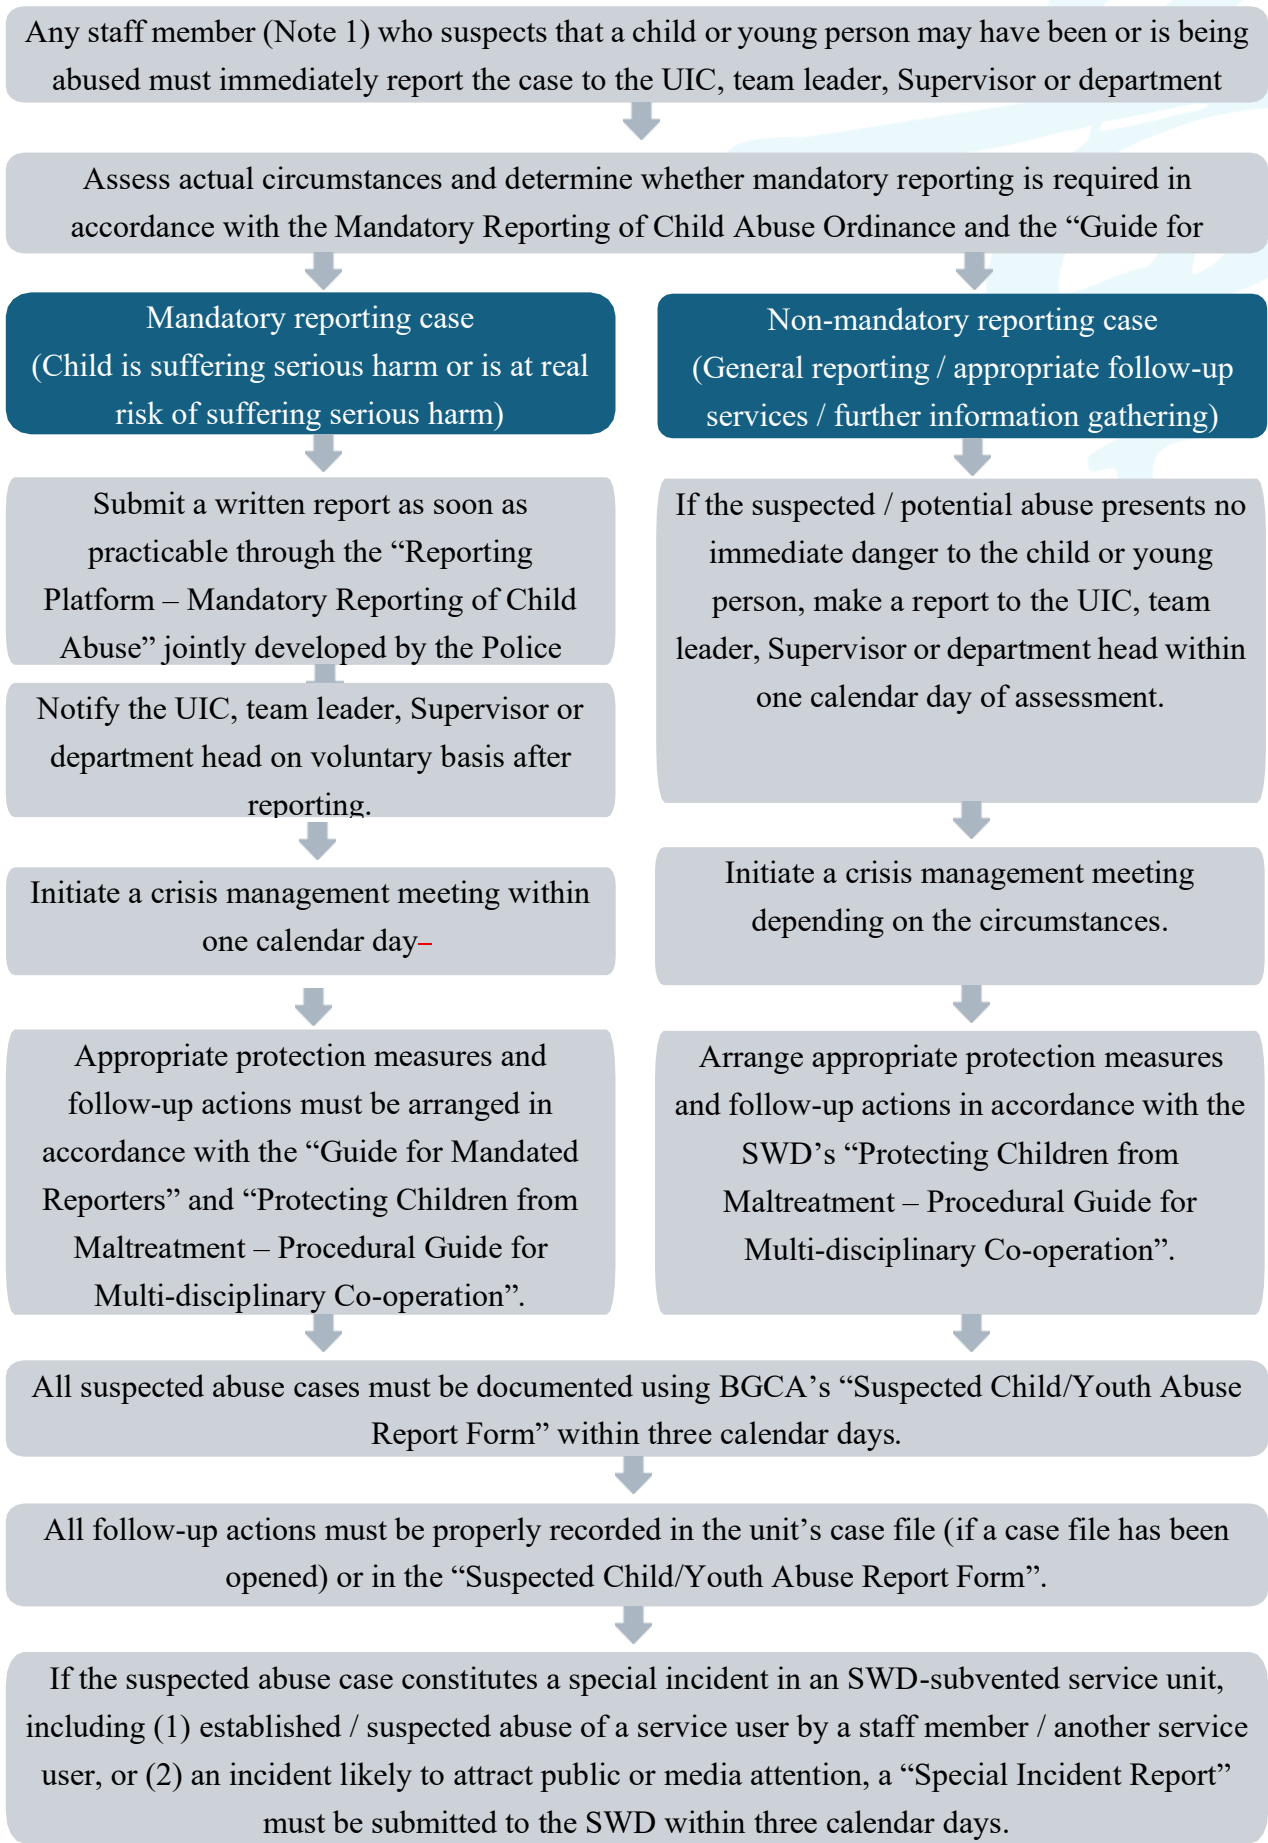 Any staff member (Note 1) who suspects that a child or young person may have been or is being
abused must immediately report the case to the UIC, team leader, Supervisor or department
Assess actual circumstances and determine whether mandatory reporting is required in
accordance with the Mandatory Reporting of Child Abuse Ordinance and the “Guide for
Mandatory reporting case
(Child is suffering serious harm or is at real
risk of suffering serious harm)
Non-mandatory reporting case
(General reporting / appropriate follow-up
services / further information gathering)
Submit a written report as soon as
practicable through the “Reporting
Platform – Mandatory Reporting of Child
Abuse” jointly developed by the Police
Notify the UIC, team leader, Supervisor or
department head on voluntary basis after
reporting.
If the suspected / potential abuse presents no
immediate danger to the child or young
person, make a report to the UIC, team
leader, Supervisor or department head within
one calendar day of assessment.
Initiate a crisis management meeting within
one calendar day–
Initiate a crisis management meeting
depending on the circumstances.
Appropriate protection measures and
follow-up actions must be arranged in
accordance with the “Guide for Mandated
Reporters” and “Protecting Children from
Maltreatment – Procedural Guide for
Multi-disciplinary Co-operation”.
Arrange appropriate protection measures
and follow-up actions in accordance with the
SWD’s “Protecting Children from
Maltreatment – Procedural Guide for
Multi-disciplinary Co-operation”.
All suspected abuse cases must be documented using BGCA’s “Suspected Child/Youth Abuse
Report Form” within three calendar days.
All follow-up actions must be properly recorded in the unit’s case file (if a case file has been
opened) or in the “Suspected Child/Youth Abuse Report Form”.
If the suspected abuse case constitutes a special incident in an SWD-subvented service unit,
including (1) established / suspected abuse of a service user by a staff member / another service
user, or (2) an incident likely to attract public or media attention, a “Special Incident Report”
must be submitted to the SWD within three calendar days.